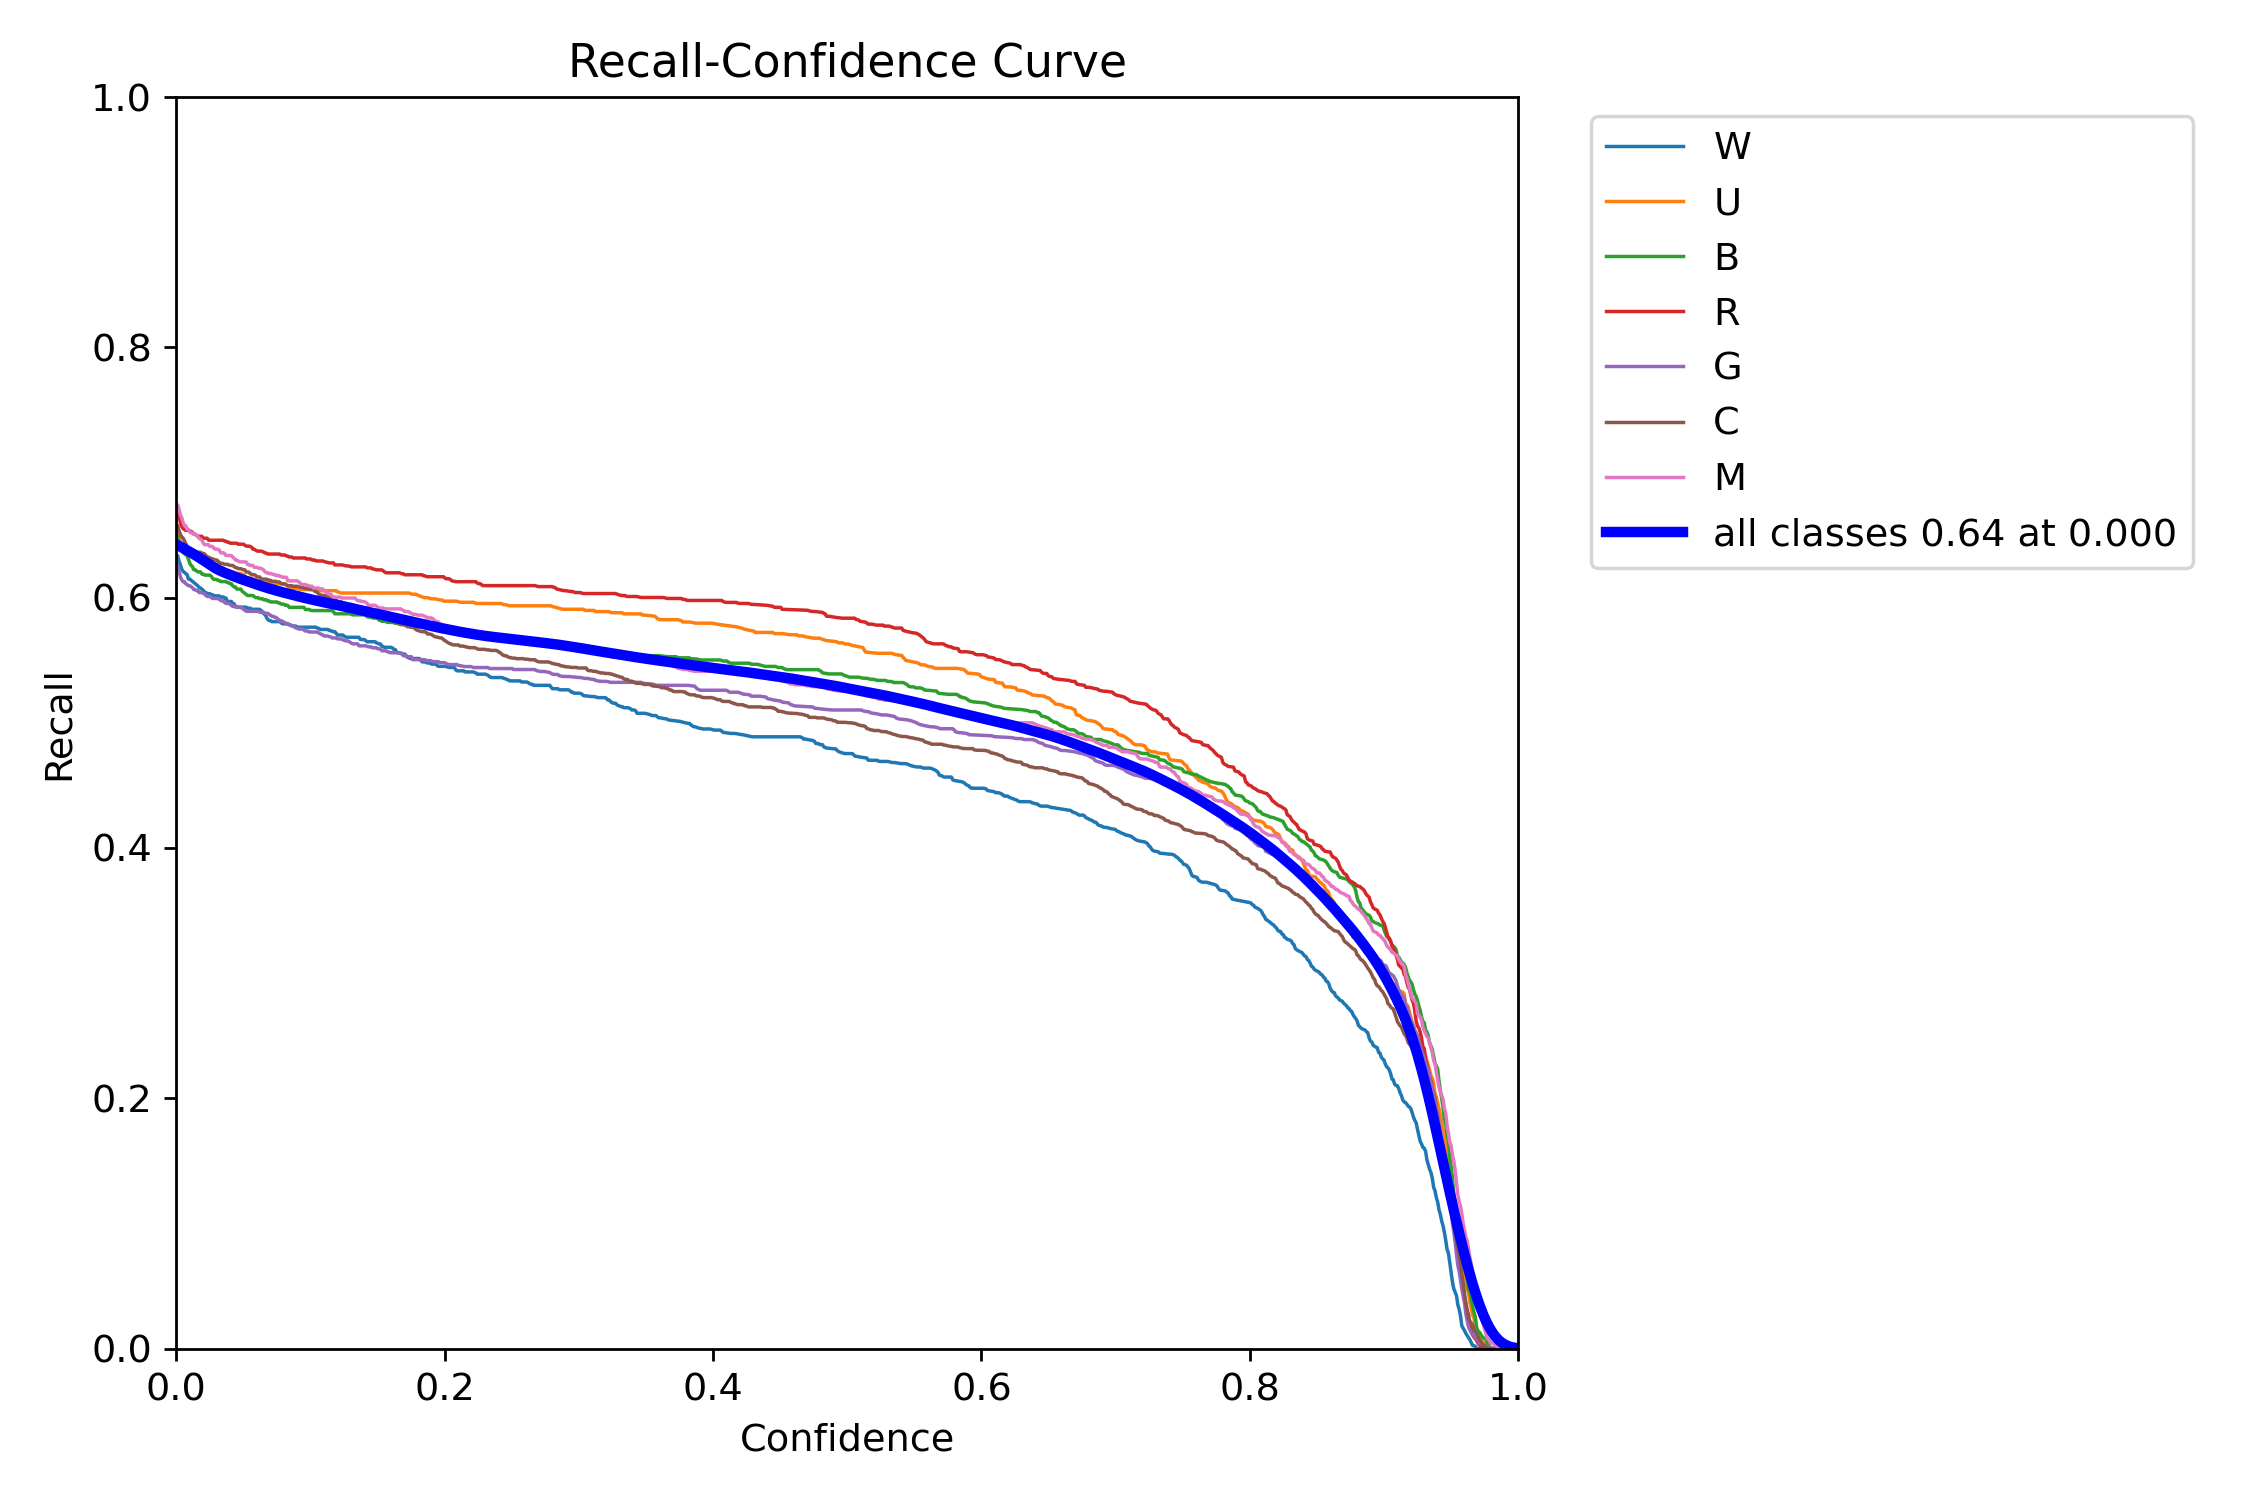 Recall-Confidence Curve
1.0
0.8
0.6
0.4
0.2
0.0
Recall
0.0 0.2 0.4 0.6 0.8 1.0
Confidence
W
U
B
R
G
C
M
all classes 0.64 at 0.000